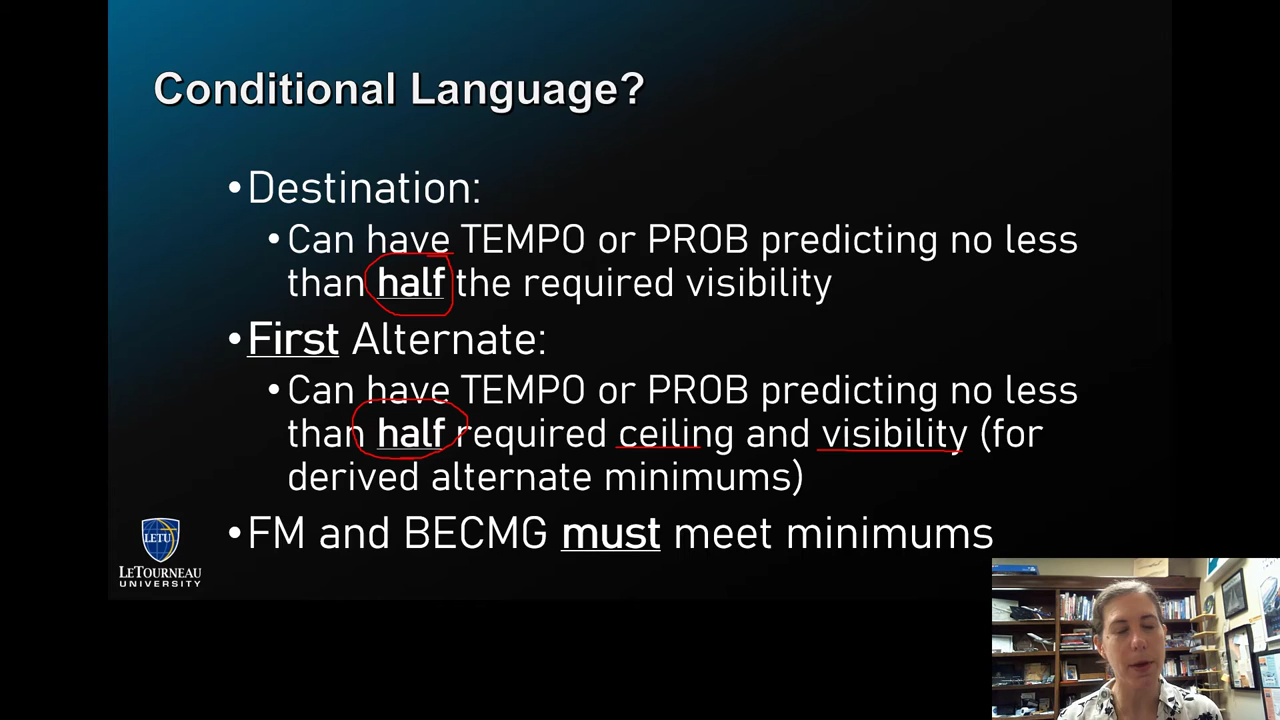 Conditional Language?
•Destination:
•Can have TEMPO or PROB predicting no less
than half the required visibility
•First Alternate:
•Can have TEMPO or PROB predicting no less
than half required ceiling and visibility (for
derived alternate minimums)
•FM and BECMG must meet minimums
LETU
LETOURNEAU
UNIVERSITY